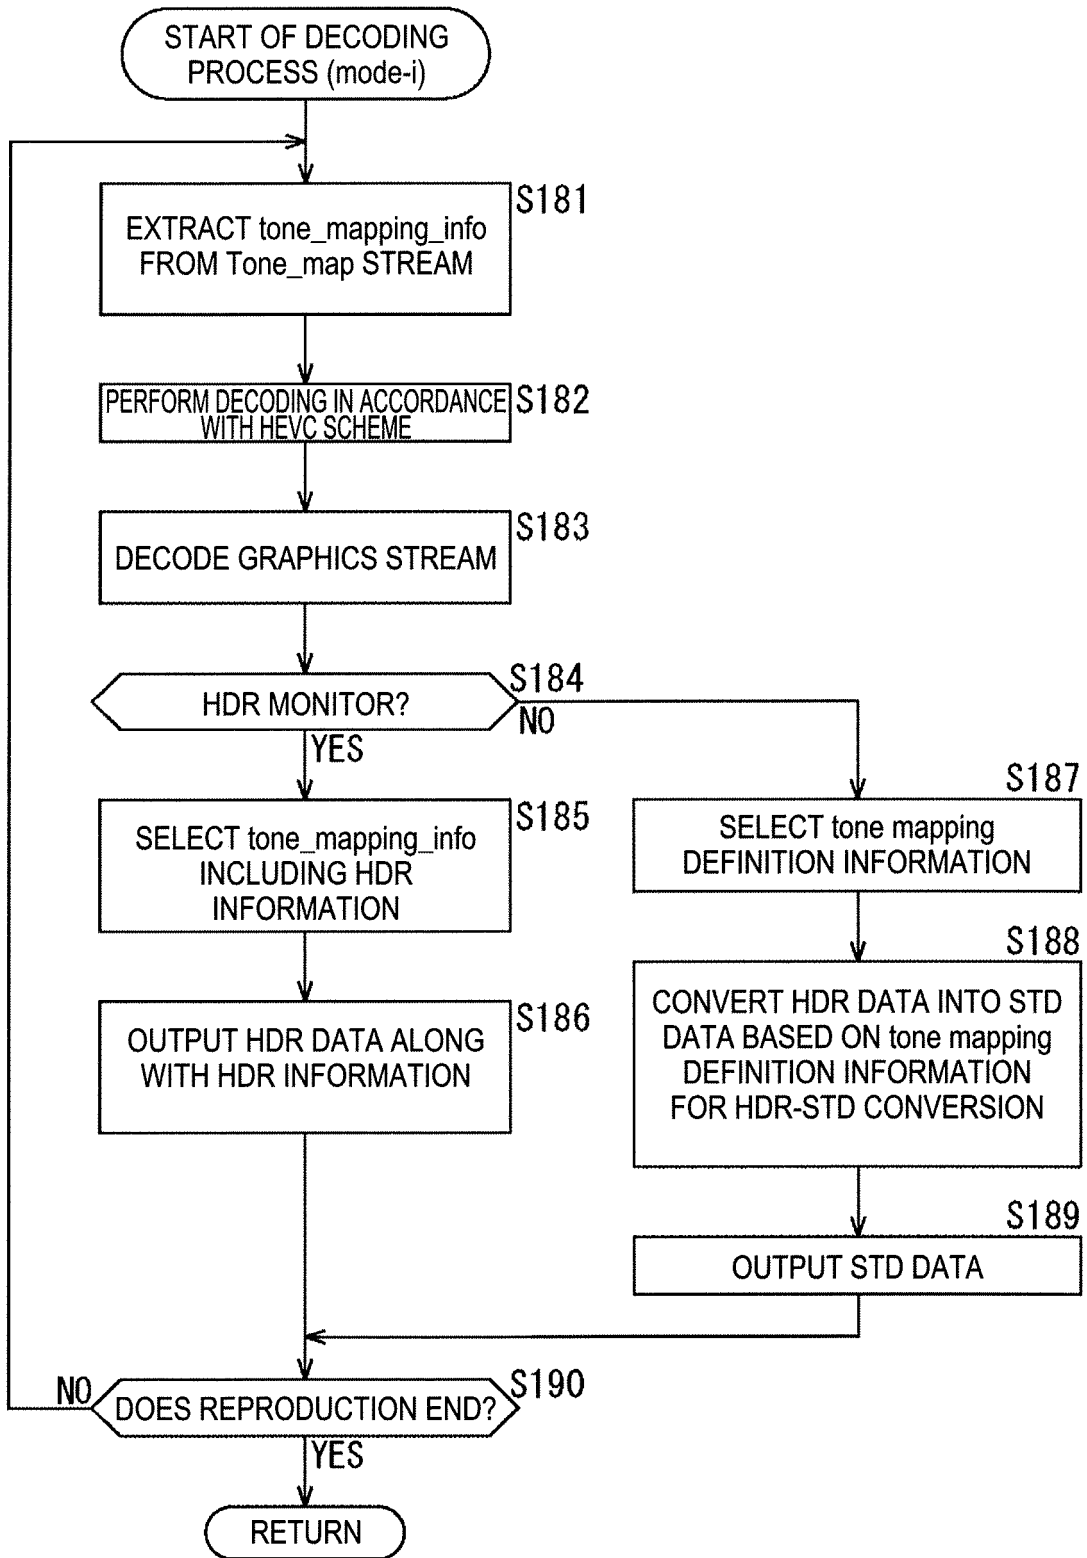 START OF DECODING
PROCESS (mode-i)
S181
EXTRACT tone_mapping_info
FROM Tone_map STREAM
PERFORM DECODING IN ACCORDANCE
WITH HEVC SCHEME
S182
S183
DECODE GRAPHICS STREAM
S184
HDR MONITOR?
NO
YES
S185
SELECT tone_mapping_info
INCLUDING HDR
INFORMATION
S186
OUTPUT HDR DATA ALONG
WITH HDR INFORMATION
S187
SELECT tone mapping
DEFINITION INFORMATION
S188
CONVERT HDR DATA INTO STD
DATA BASED ON tone mapping
DEFINITION INFORMATION
FOR HDR-STD CONVERSION
S189
OUTPUT STD DATA
NO
DOES REPRODUCTION END?
S190
YES
RETURN